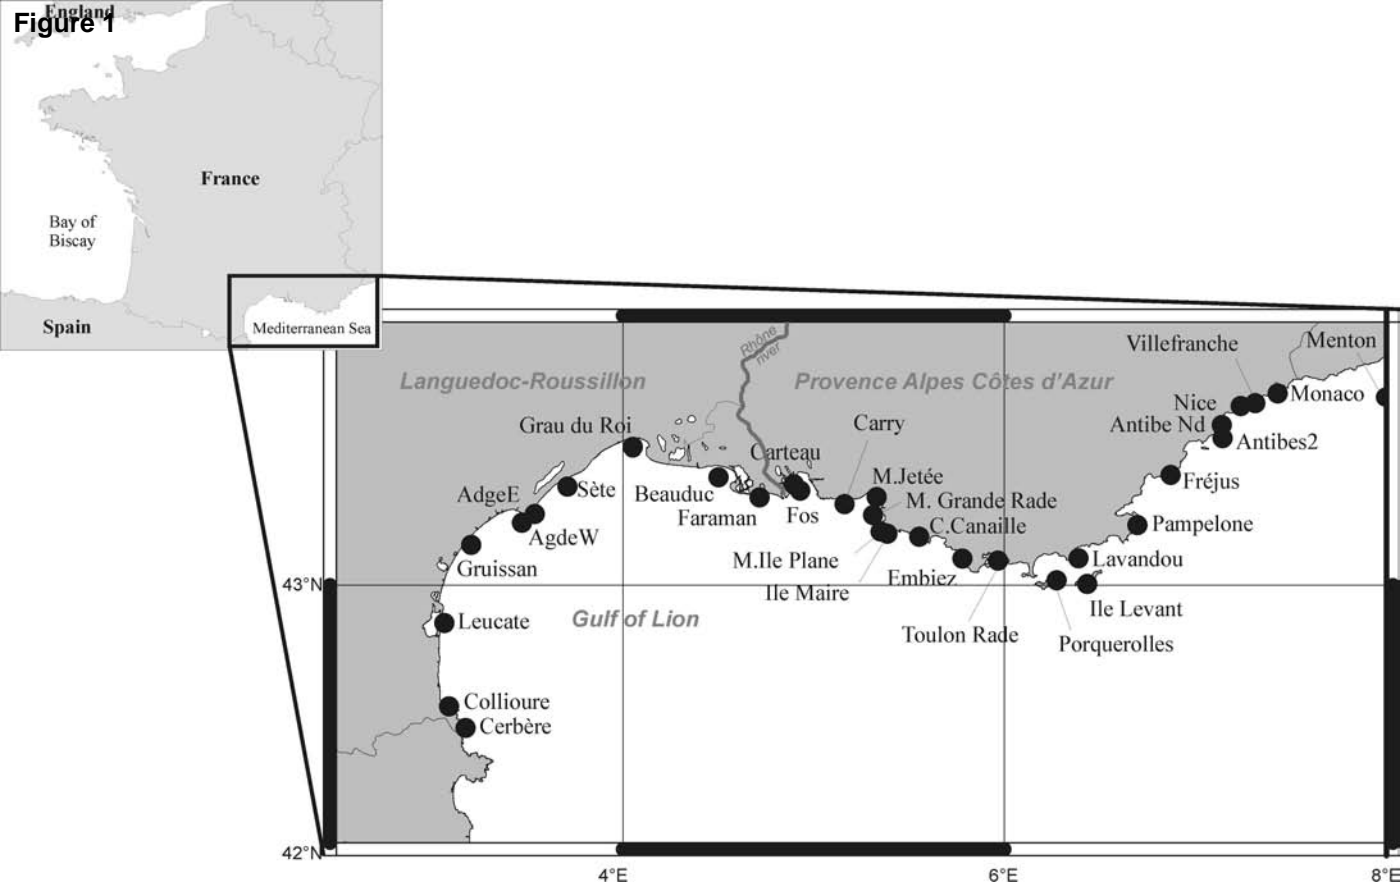 England
Figure 1
France
Bay of
Biscay
Spain
Mediterranean Sea
Rhône
river
Languedoc-Roussillon
Provence Alpes Côtes d'Azur
Villefranche
Menton
Nice
Monaco
Antibe Nd
Antibes2
Grau du Roi
Carry
Carteau
Fréjus
M.Jetée
AdgeE
Sète
Beauduc
M. Grande Rade
Faraman
Fos
C.Canaille
Pampelone
AgdeW
M.Ile Plane
Lavandou
Gruissan
Embiez
43°N
Ile Maire
Ile Levant
Leucate
Gulf of Lion
Toulon Rade
Porquerolles
Collioure
Cerbère
42°N
4°E
6°E
8°E